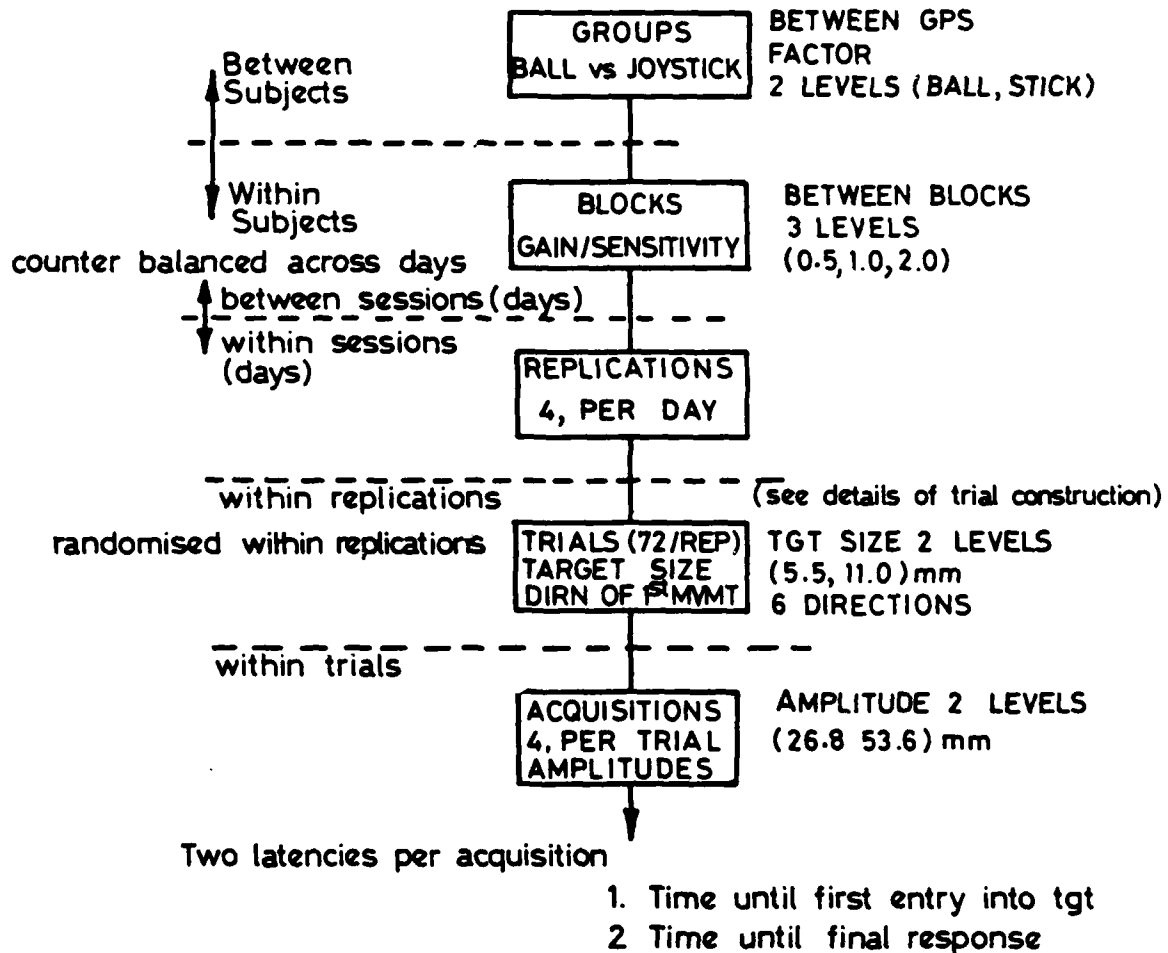 GROUPS
BALL vs JOYSTICK
BETWEEN GPS
FACTOR
2 LEVELS (BALL, STICK)
Between
Subjects
Within
Subjects
counter balanced across days
BLOCKS
GAIN/SENSITIVITY
BETWEEN BLOCKS
3 LEVELS
(0.5, 1.0, 2.0)
between sessions (days)
within sessions
(days)
REPLICATIONS
4, PER DAY
within replications
(see details of trial construction)
randomised within replications
TRIALS (72/REP)
TARGET SIZE
DIRN OF 1st MVMT
TGT SIZE 2 LEVELS
(5.5, 11.0) mm
6 DIRECTIONS
within trials
ACQUISITIONS
4, PER TRIAL
AMPLITUDES
AMPLITUDE 2 LEVELS
(26.8 53.6) mm
Two latencies per acquisition
1. Time until first entry into tgt
2 Time until final response